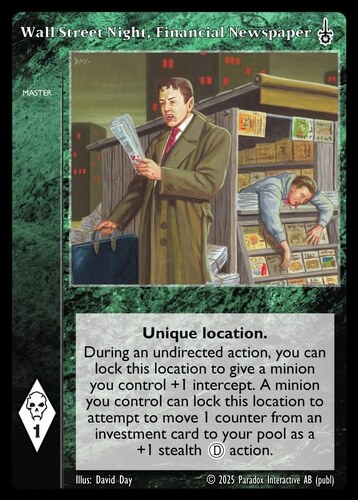 Wall Street Night, Financial Newspaper
DAY.
MASTER
Unique location.
During an undirected action, you can
lock this location to give a minion
you control +1 intercept. A minion
you control can lock this location to
attempt to move 1 counter from an
investment card to your pool as a
+1 stealth Ⓓ action.
1
Illus: David Day
© 2025 Paradox Interactive AB (publ)